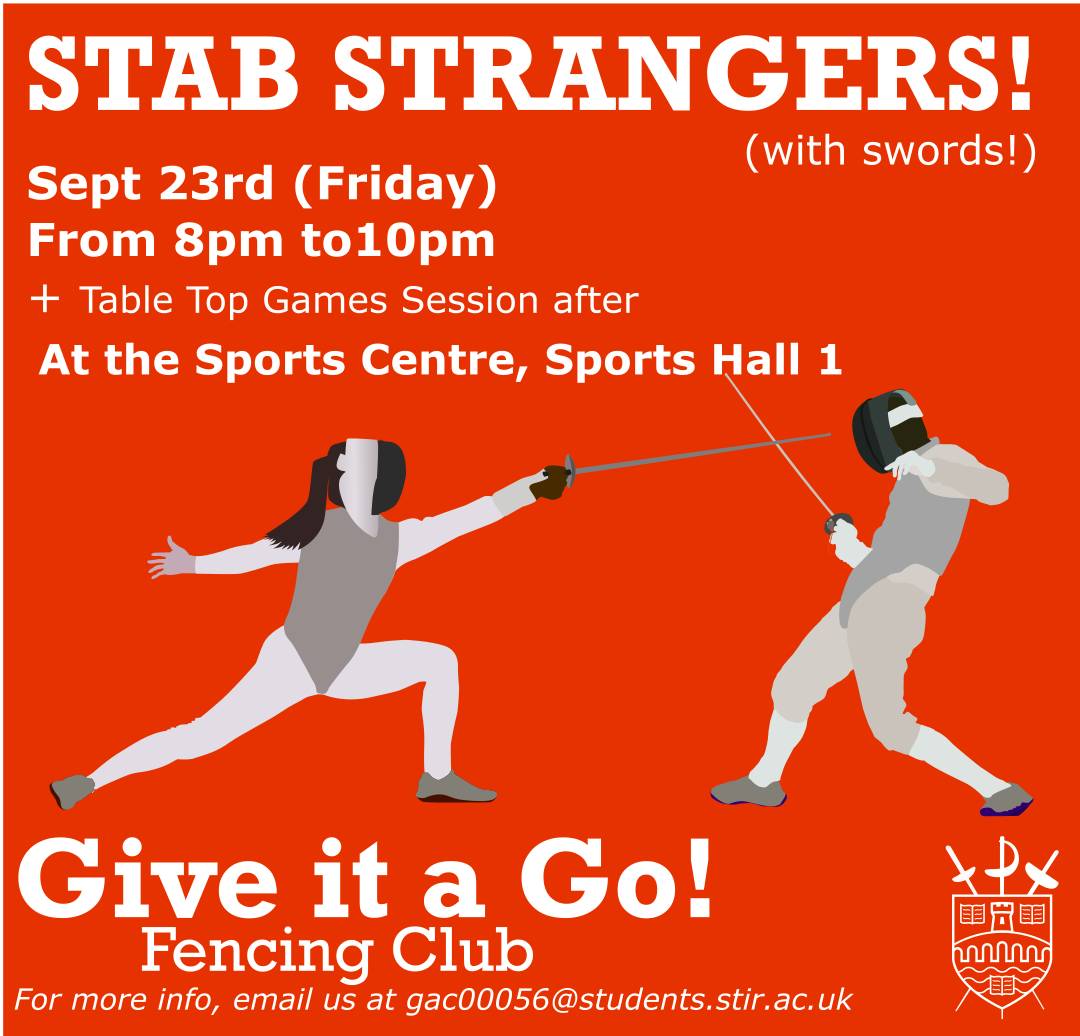 STAB STRANGERS!
(with swords!)
Sept 23rd (Friday)
From 8pm to10pm
+ Table Top Games Session after
At the Sports Centre, Sports Hall 1
Give it a Go!
Fencing Club
For more info, email us at gac00056@students.stir.ac.uk